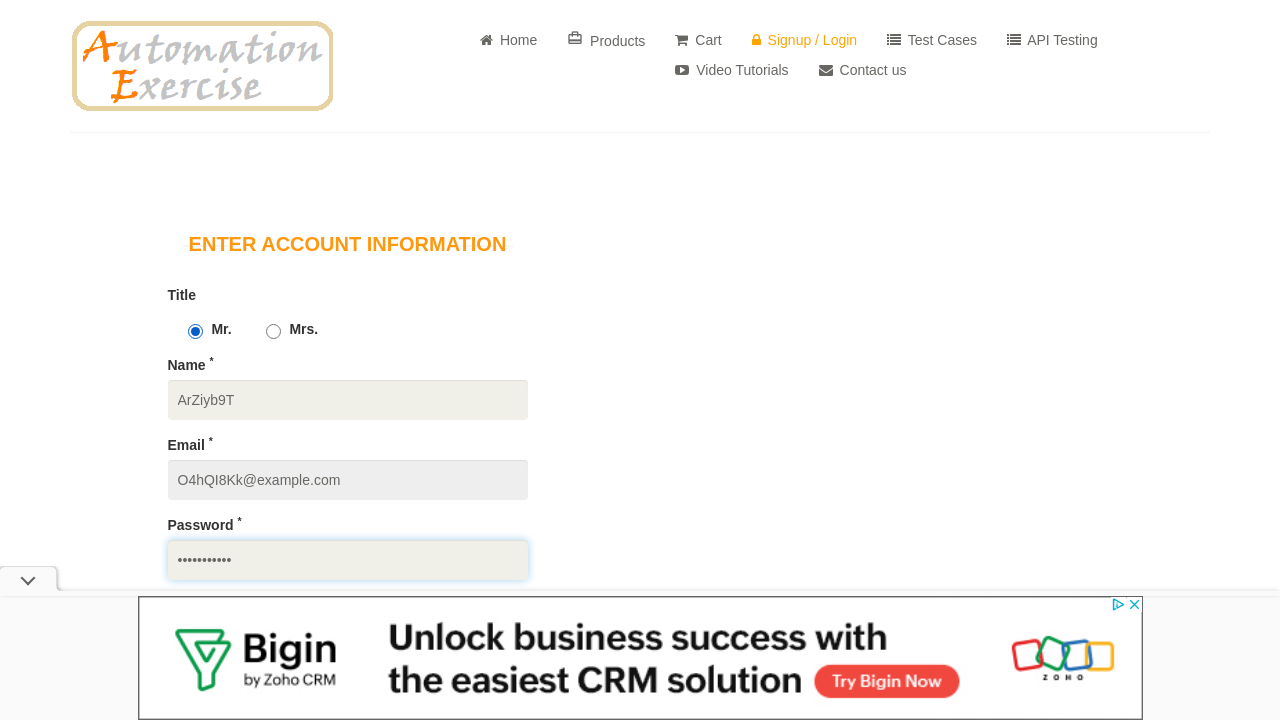 Automation
Exercise
Home
Products
Cart
Signup / Login
Test Cases
API Testing
Video Tutorials
Contact us
ENTER ACCOUNT INFORMATION
Title
Mr.
Mrs.
Name *
ArZiyb9T
Email *
O4hQI8Kk@example.com
Password *
•••••••••••
Bigin
by Zoho CRM
Unlock business success with
the easiest CRM solution
Try Bigin Now
ZOHO